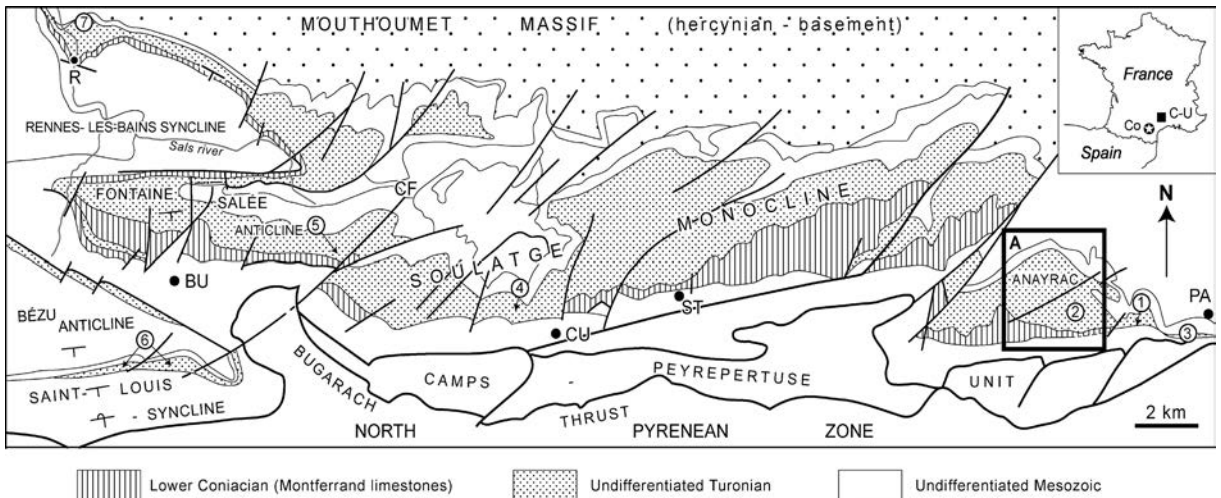 MOUTHOUMET MASSIF (hercynian - basement)
7
R
France
C-U
Co
Spain
RENNES-LES-BAINS SYNCLINE
Sals river
N
FONTAINE SALÉE
CF
ANTICLINE
5
SOULATGE MONOCLINE
A
ANAYRAC
2
1
PA
3
BU
4
ST
CU
BÉZU
ANTICLINE
6
SAINT- LOUIS
- SYNCLINE
BUGARACH
CAMPS
PEYREPERTUSE
UNIT
THRUST
2 km
NORTH PYRENEAN ZONE
Lower Coniacian (Montferrand limestones)
Undifferentiated Turonian
Undifferentiated Mesozoic